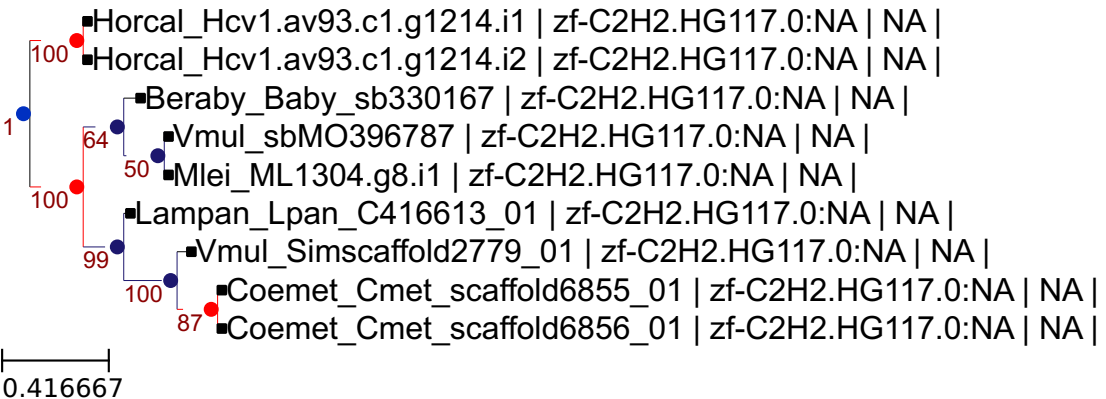 Horcal_Hcv1.av93.c1.g1214.i1 | zf-C2H2.HG117.0:NA | NA |
100
Horcal_Hcv1.av93.c1.g1214.i2 | zf-C2H2.HG117.0:NA | NA |
Beraby_Baby_sb330167 | zf-C2H2.HG117.0:NA | NA |
1
64
Vmul_sbMO396787 | zf-C2H2.HG117.0:NA | NA |
50
Mlei_ML1304.g8.i1 | zf-C2H2.HG117.0:NA | NA |
100
Lampan_Lpan_C416613_01 | zf-C2H2.HG117.0:NA | NA |
99
Vmul_Simscaffold2779_01 | zf-C2H2.HG117.0:NA | NA |
100
Coemet_Cmet_scaffold6855_01 | zf-C2H2.HG117.0:NA | NA |
87
Coemet_Cmet_scaffold6856_01 | zf-C2H2.HG117.0:NA | NA |
0.416667